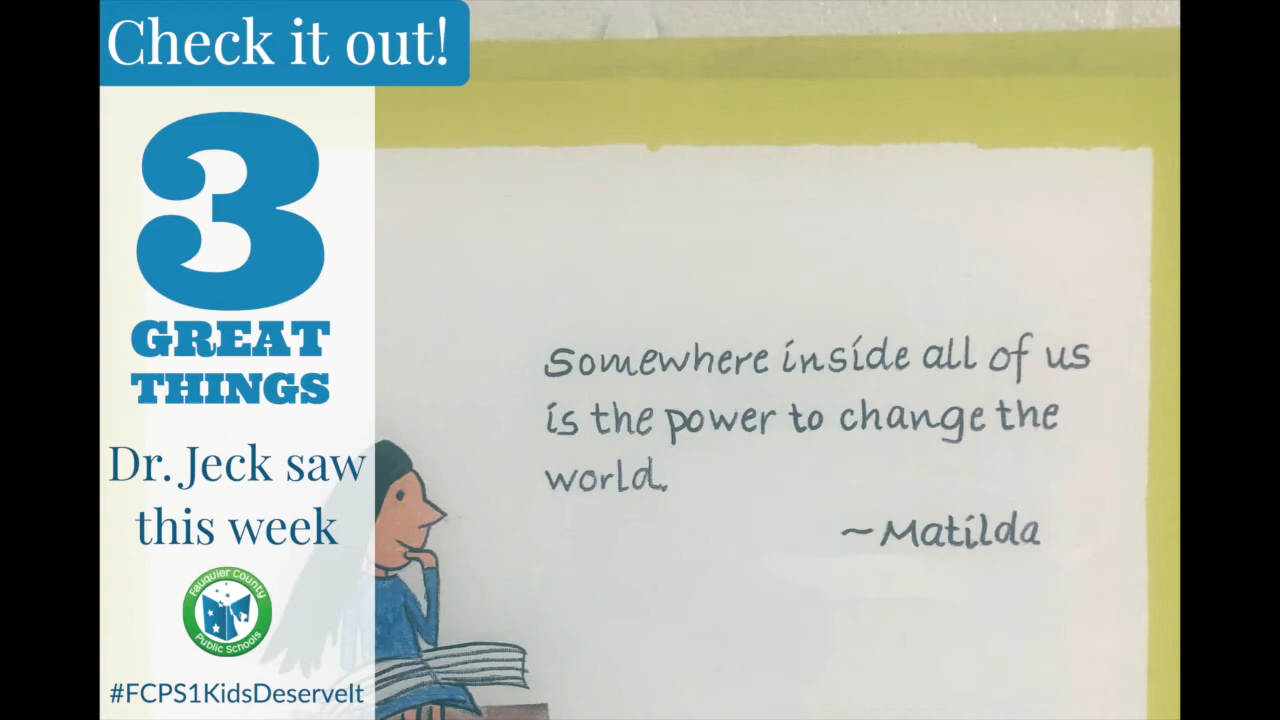 Check it out!
3
GREAT
THINGS
Dr. Jeck saw
this week
Fauquier County
Public Schools
#FCPS1KidsDeserveIt
Somewhere inside all of us
is the power to change the
world.
~Matilda